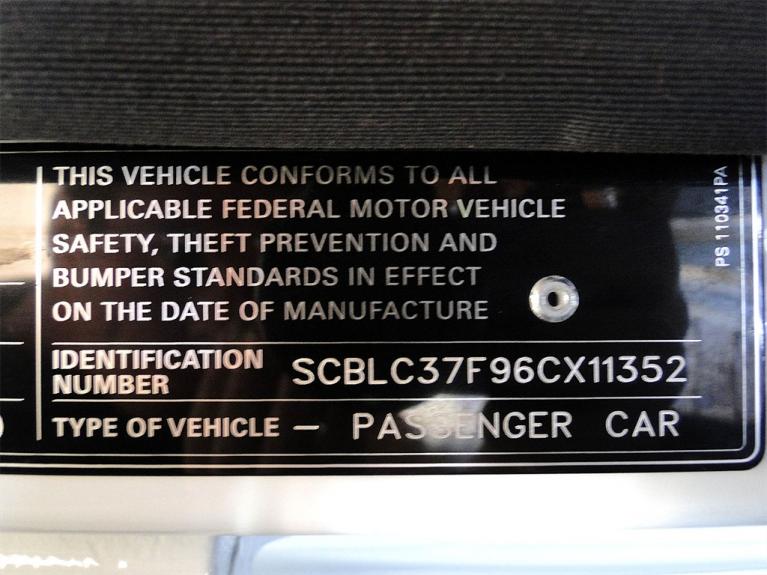 THIS VEHICLE CONFORMS TO ALL
APPLICABLE FEDERAL MOTOR VEHICLE
SAFETY, THEFT PREVENTION AND
BUMPER STANDARDS IN EFFECT
ON THE DATE OF MANUFACTURE
IDENTIFICATION
NUMBER
SCBLC37F96CX11352
TYPE OF VEHICLE — PASSENGER CAR
PS 110341PA